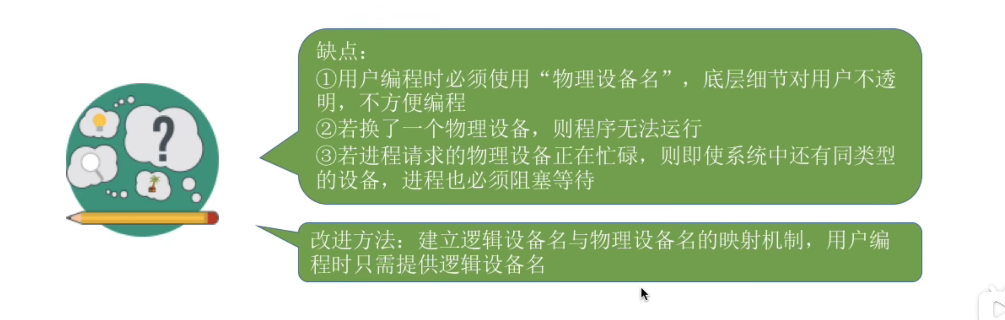 缺点：
①用户编程时必须使用“物理设备名”，底层细节对用户不透
明，不方便编程
②若换了一个物理设备，则程序无法运行
③若进程请求的物理设备正在忙碌，则即使系统中还有同类型
的设备，进程也必须阻塞等待
改进方法：建立逻辑设备名与物理设备名的映射机制，用户编
程时只需提供逻辑设备名